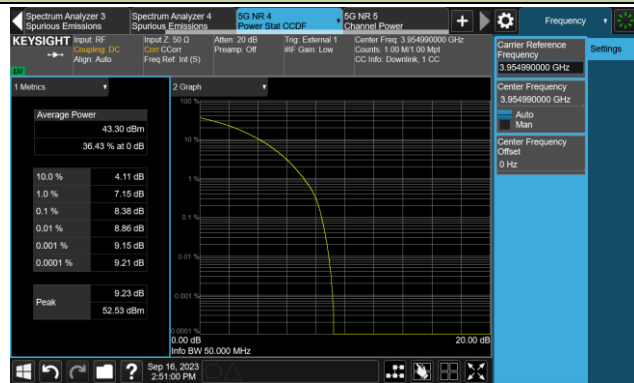 Spectrum Analyzer 3
Spurious Emissions
Spectrum Analyzer 4
Spurious Emissions
5G NR 4
Power Stat CCDF
5G NR 5
Channel Power
Frequency
KEYSIGHT
Input: RF
Coupling: DC
Align: Auto
Input Z: 50 Ω
Corr CCorr
Freq Ref: Int (S)
Atten: 20 dB
Preamp: Off
Trig: External 1
#IF Gain: Low
Center Freq: 3.954990000 GHz
Counts: 1.00 M/1.00 Mpt
CC Info: Downlink, 1 CC
1 Metrics
Average Power
43.30 dBm
36.43 % at 0 dB
10.0 % 4.11 dB
1.0 % 7.15 dB
0.1 % 8.38 dB
0.01 % 8.86 dB
0.001 % 9.15 dB
0.0001 % 9.21 dB
Peak
9.23 dB
52.53 dBm
2 Graph
100 %
10 %
1 %
0.1 %
0.01 %
0.001 %
0.0001 %
0.00 dB
20.00 dB
Info BW 50.000 MHz
Carrier Reference
Frequency
3.954990000 GHz
Center Frequency
3.954990000 GHz
Auto
Man
Center Frequency
Offset
0 Hz
Settings
?
Sep 16, 2023
2:51:00 PM